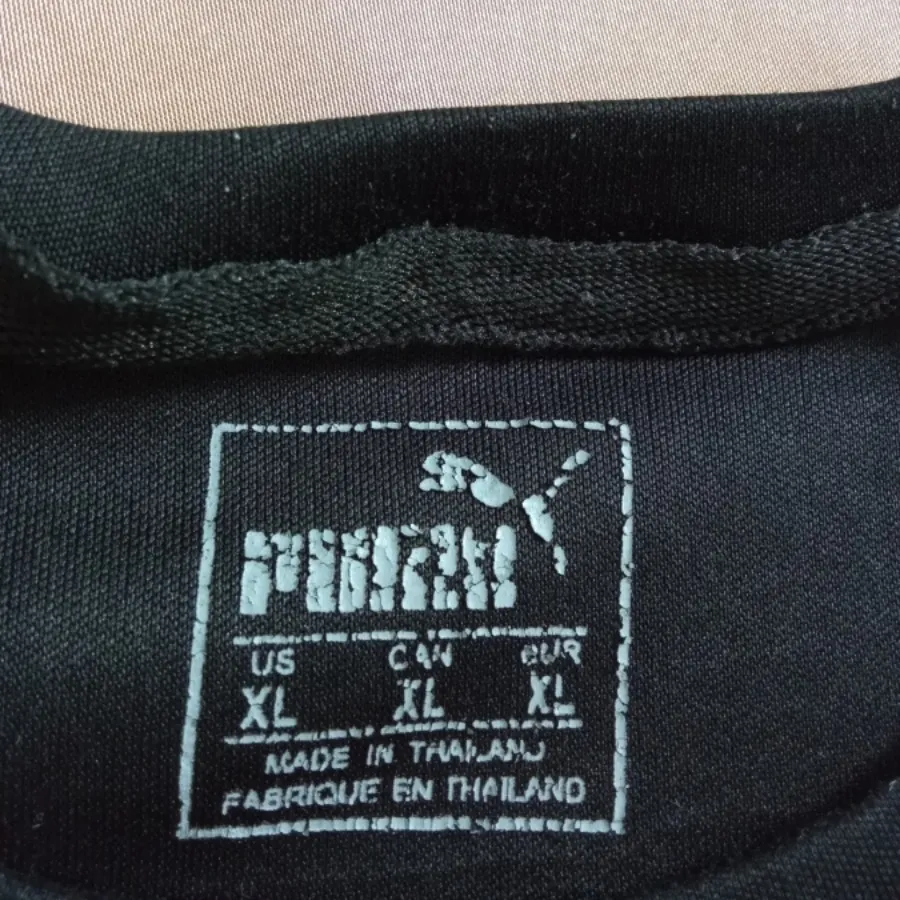 PUMA
US CAN EUR
XL XL XL
MADE IN THAILAND
FABRIQUE EN THAILAND